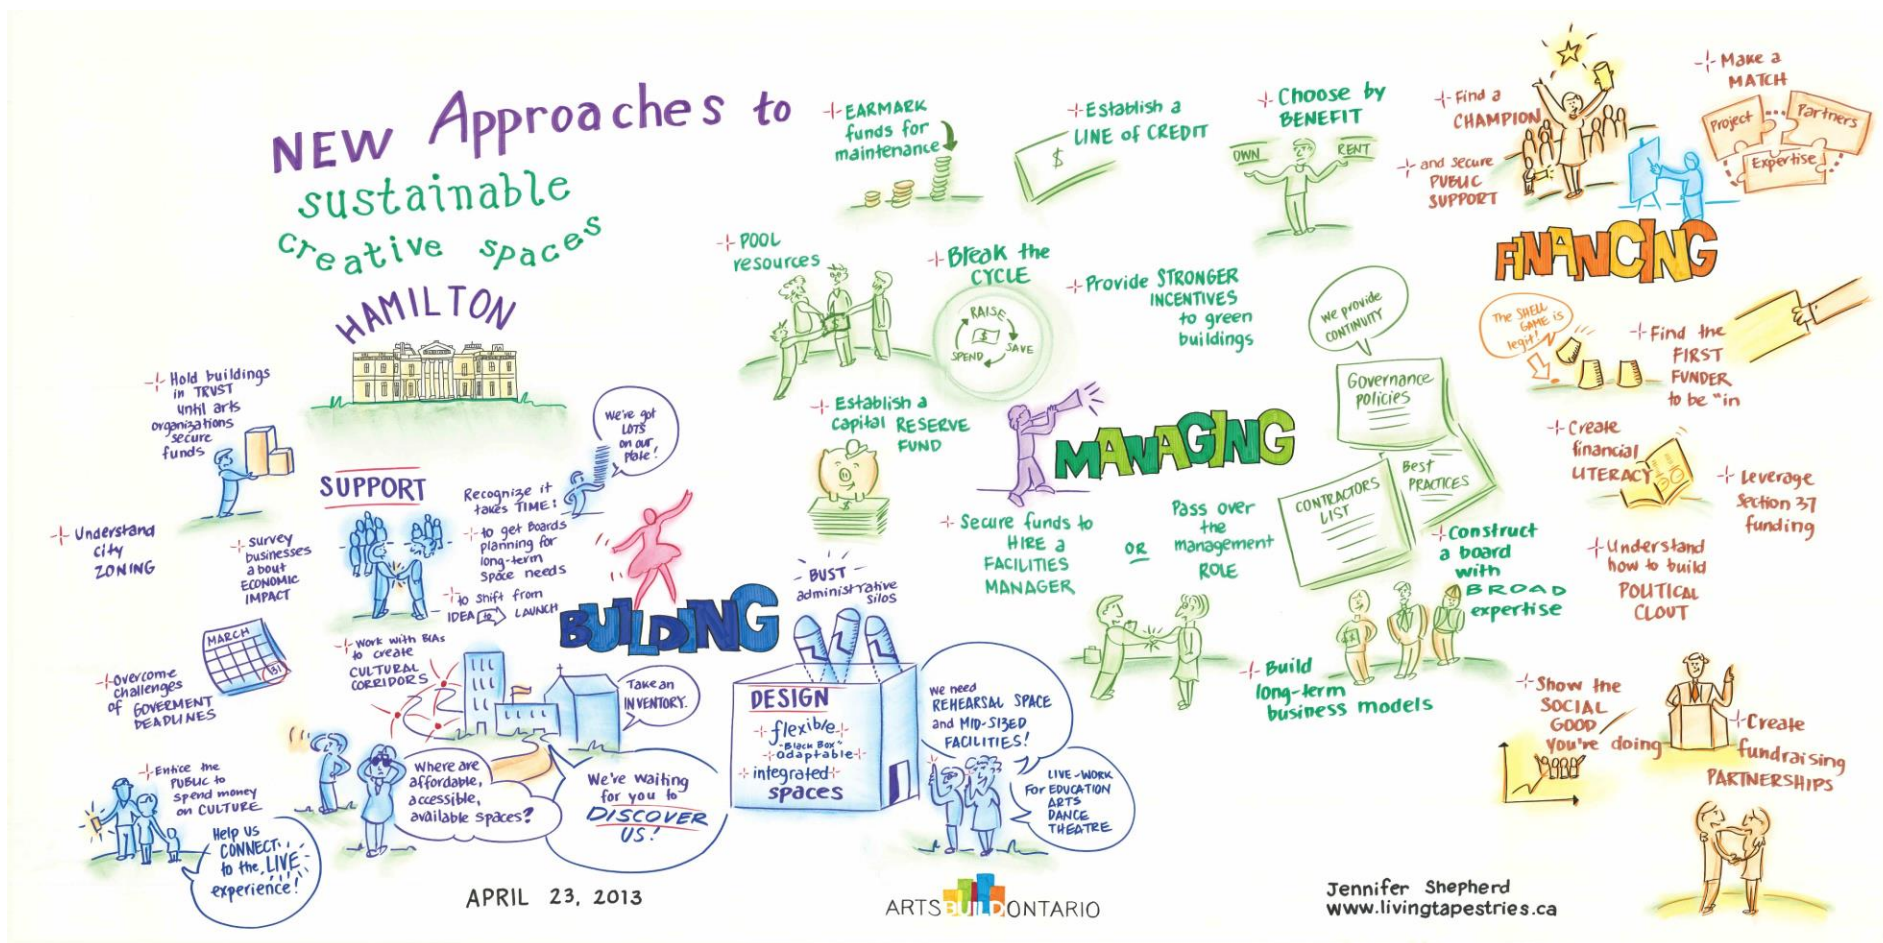 NEW Approaches to
sustainable
creative spaces
HAMILTON
Hold buildings
in TRUST
until arts
organizations
secure
funds
SUPPORT
We've got
LOTS
on our
plate!
Recognize it
takes TIME:
to get Boards
planning for
long-term
space needs
to shift from
IDEA to LAUNCH
Understand
city
ZONING
survey
businesses
about
ECONOMIC
IMPACT
MARCH
31
Overcome
challenges
of GOVERMENT
DEADLINES
Work with BIAs
to create
CULTURAL
CORRIDORS
Entice the
PUBLIC to
spend money
on CULTURE
Help us
CONNECT
to the LIVE
experience!
Where are
affordable,
accessible,
available spaces?
Take an
INVENTORY.
We're waiting
for you to
DISCOVER
US!
BUILDING
BUST
administrative
silos
DESIGN
flexible
"Black Box"
adaptable
integrated
spaces
We need
REHEARSAL SPACE
and MID-SIZED
FACILITIES!
LIVE-WORK
For EDUCATION
ARTS
DANCE
THEATRE
EARMARK
funds for
maintenance
Establish a
LINE of CREDIT
$
Choose by
BENEFIT
OWN
RENT
POOL
resources
$
Break the
CYCLE
RAISE
SAVE
SPEND
$
Provide STRONGER
INCENTIVES
to green
buildings
Establish a
capital RESERVE
FUND
$
MANAGING
We provide
CONTINUITY
Governance
policies
Best
PRACTICES
CONTRACTORS
LIST
Secure funds to
HIRE a
FACILITIES
MANAGER
OR
Pass over
the
management
ROLE
Construct
a board
with
BROAD
expertise
Build
long-term
business models
Find a
CHAMPION
and secure
PUBLIC
SUPPORT
Make a
MATCH
Project
Partners
Expertise
FINANCING
The SHELL
GAME is
legit!
Find the
FIRST
FUNDER
to be "in
Create
financial
LITERACY
Leverage
Section 37
funding
Understand
how to build
POLITICAL
CLOUT
Show the
SOCIAL
GOOD
you're doing
Create
fundraising
PARTNERSHIPS
APRIL 23, 2013
ARTSBUILDONTARIO
Jennifer Shepherd
www.livingtapestries.ca